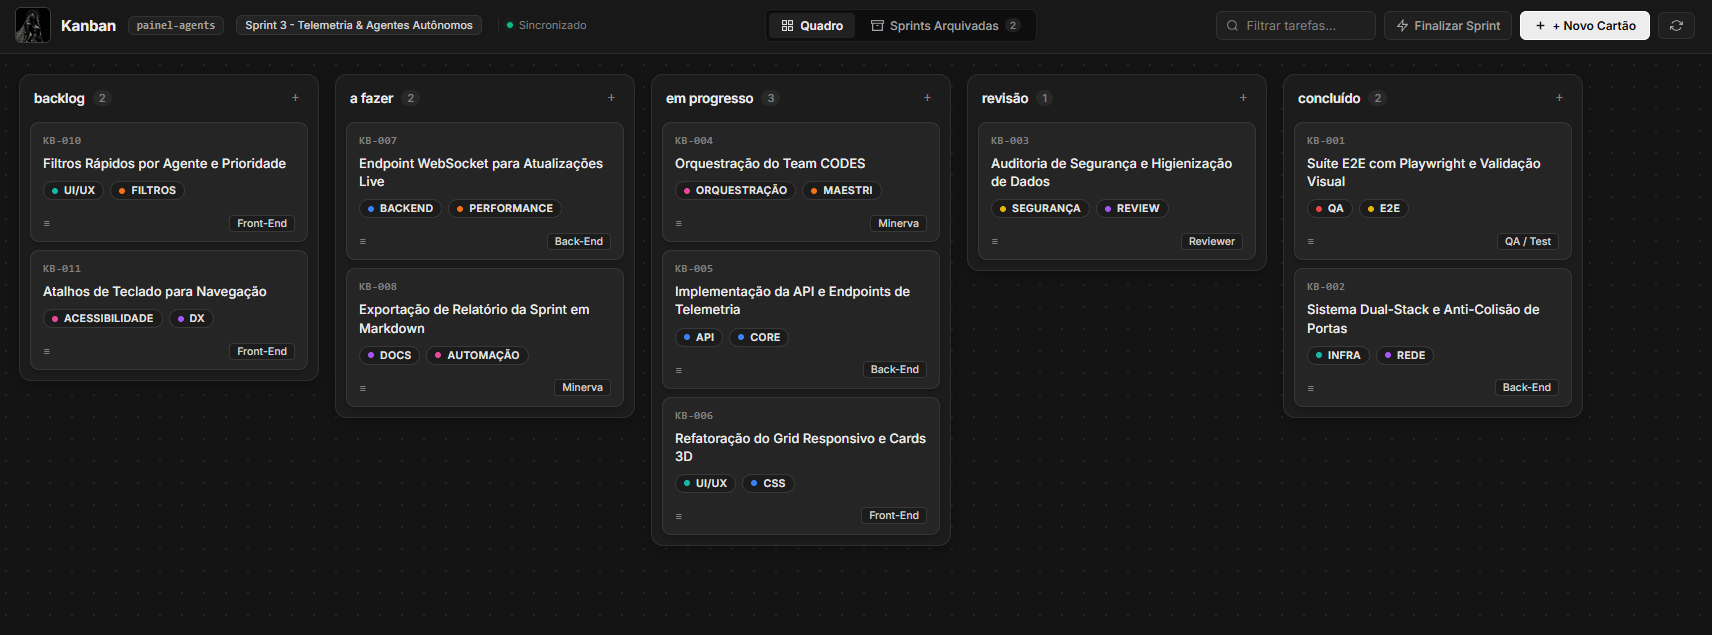 Kanban
painel-agents
Sprint 3 - Telemetria & Agentes Autônomos
Sincronizado
Quadro
Sprints Arquivadas 2
Filtrar tarefas...
Finalizar Sprint
+ + Novo Cartão
backlog 2 +
KB-010
Filtros Rápidos por Agente e Prioridade
UI/UX FILTROS
Front-End
KB-011
Atalhos de Teclado para Navegação
ACESSIBILIDADE DX
Front-End
a fazer 2 +
KB-007
Endpoint WebSocket para Atualizações
Live
BACKEND PERFORMANCE
Back-End
KB-008
Exportação de Relatório da Sprint em
Markdown
DOCS AUTOMAÇÃO
Minerva
em progresso 3 +
KB-004
Orquestração do Team CODES
ORQUESTRAÇÃO MAESTRI
Minerva
KB-005
Implementação da API e Endpoints de
Telemetria
API CORE
Back-End
KB-006
Refatoração do Grid Responsivo e Cards
3D
UI/UX CSS
Front-End
revisão 1 +
KB-003
Auditoria de Segurança e Higienização
de Dados
SEGURANÇA REVIEW
Reviewer
concluído 2 +
KB-001
Suíte E2E com Playwright e Validação
Visual
QA E2E
QA / Test
KB-002
Sistema Dual-Stack e Anti-Colisão de
Portas
INFRA REDE
Back-End